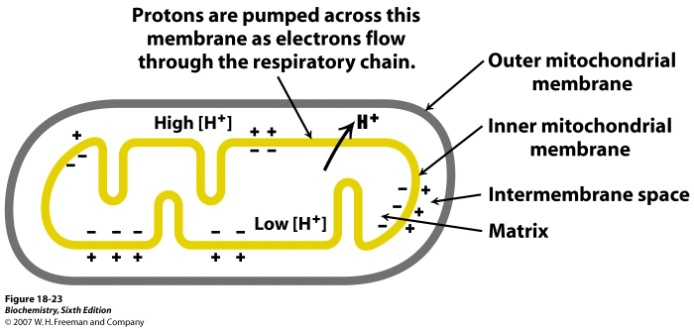 Protons are pumped across this
membrane as electrons flow
through the respiratory chain.
Outer mitochondrial
membrane
High [H⁺]
H⁺
Inner mitochondrial
membrane
Intermembrane space
Low [H⁺]
Matrix
+
–
–
+ +
– –
– – –
+ + +
– –
+ +
– +
– +
– +
Figure 18-23
Biochemistry, Sixth Edition
© 2007 W. H. Freeman and Company